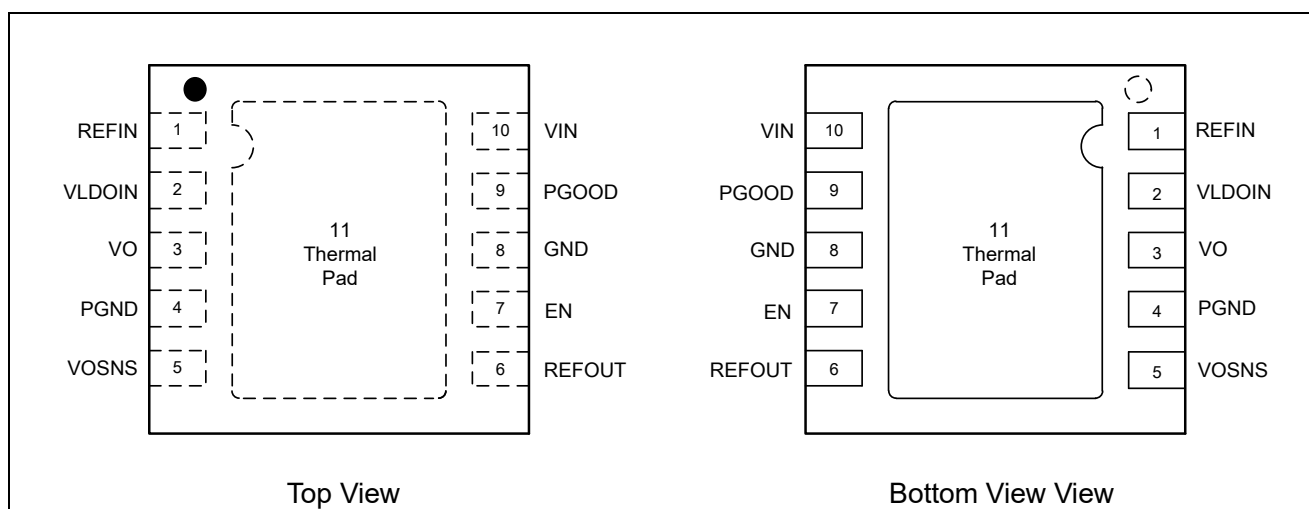 REFIN 1 10 VIN
VLDOIN 2 9 PGOOD
VO 3 8 GND
PGND 4 7 EN
VOSNS 5 6 REFOUT
11
Thermal
Pad
Top View
VIN 10 1 REFIN
PGOOD 9 2 VLDOIN
GND 8 3 VO
EN 7 4 PGND
REFOUT 6 5 VOSNS
11
Thermal
Pad
Bottom View View